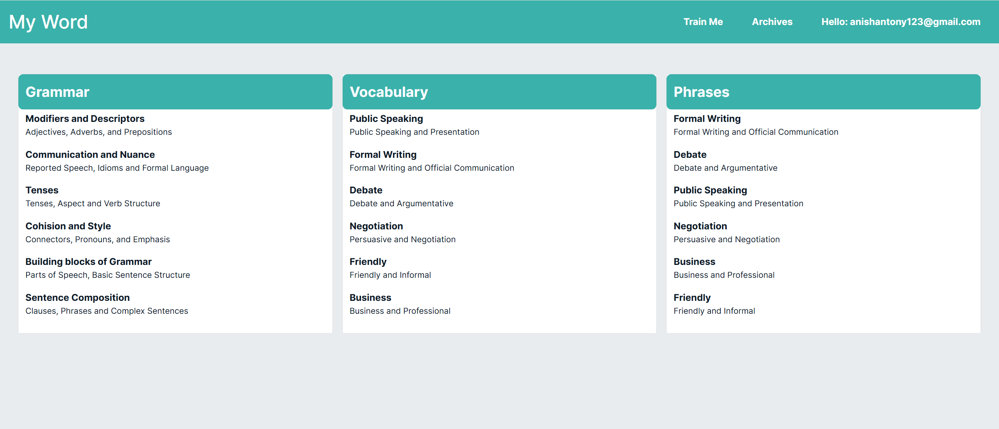 My Word
Train Me
Archives
Hello: anishantony123@gmail.com
Grammar
Modifiers and Descriptors
Adjectives, Adverbs, and Prepositions
Communication and Nuance
Reported Speech, Idioms and Formal Language
Tenses
Tenses, Aspect and Verb Structure
Cohision and Style
Connectors, Pronouns, and Emphasis
Building blocks of Grammar
Parts of Speech, Basic Sentence Structure
Sentence Composition
Clauses, Phrases and Complex Sentences
Vocabulary
Public Speaking
Public Speaking and Presentation
Formal Writing
Formal Writing and Official Communication
Debate
Debate and Argumentative
Negotiation
Persuasive and Negotiation
Friendly
Friendly and Informal
Business
Business and Professional
Phrases
Formal Writing
Formal Writing and Official Communication
Debate
Debate and Argumentative
Public Speaking
Public Speaking and Presentation
Negotiation
Persuasive and Negotiation
Business
Business and Professional
Friendly
Friendly and Informal